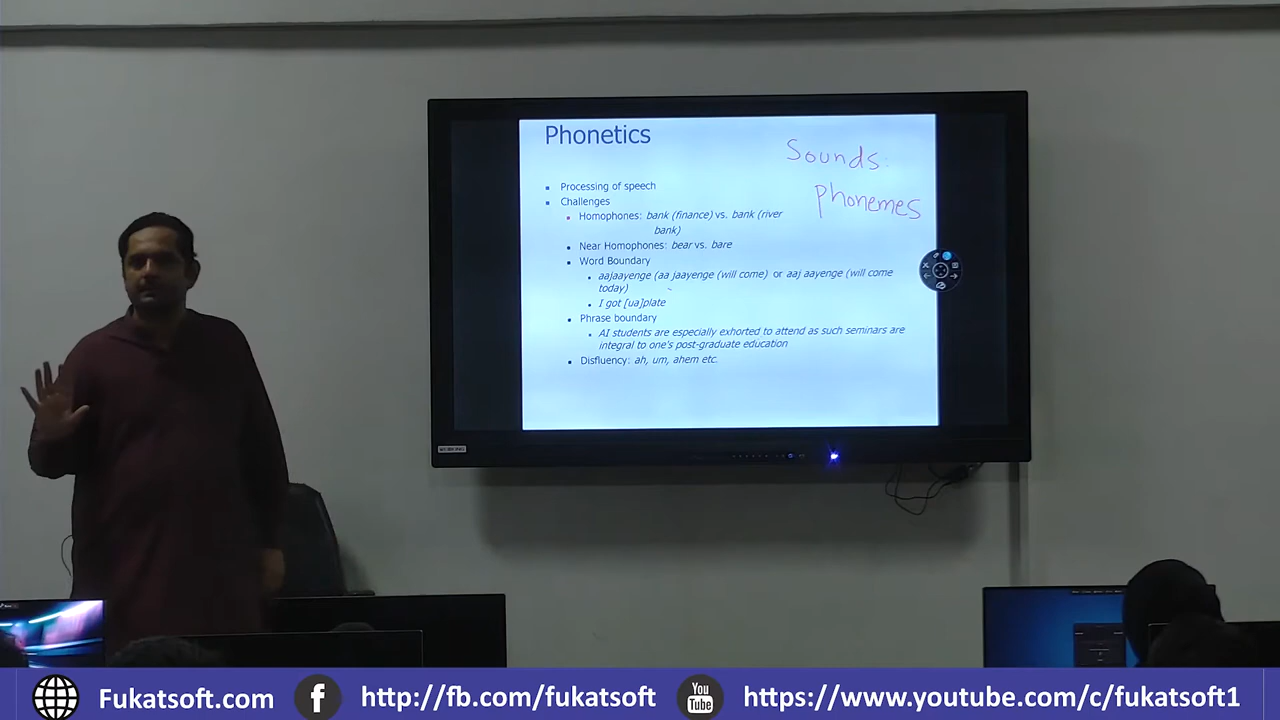 Phonetics
Sounds:
Phonemes
Processing of speech
Challenges
Homophones: bank (finance) vs. bank (river
bank)
Near Homophones: bear vs. bare
Word Boundary
aajaayenge (aa jaayenge (will come) or aaj aayenge (will come
today)
I got [ua]plate
Phrase boundary
AI students are especially exhorted to attend as such seminars are
integral to one's post-graduate education
Disfluency: ah, um, ahem etc.
Fukatsoft.com
f
http://fb.com/fukatsoft
You
Tube
https://www.youtube.com/c/fukatsoft1